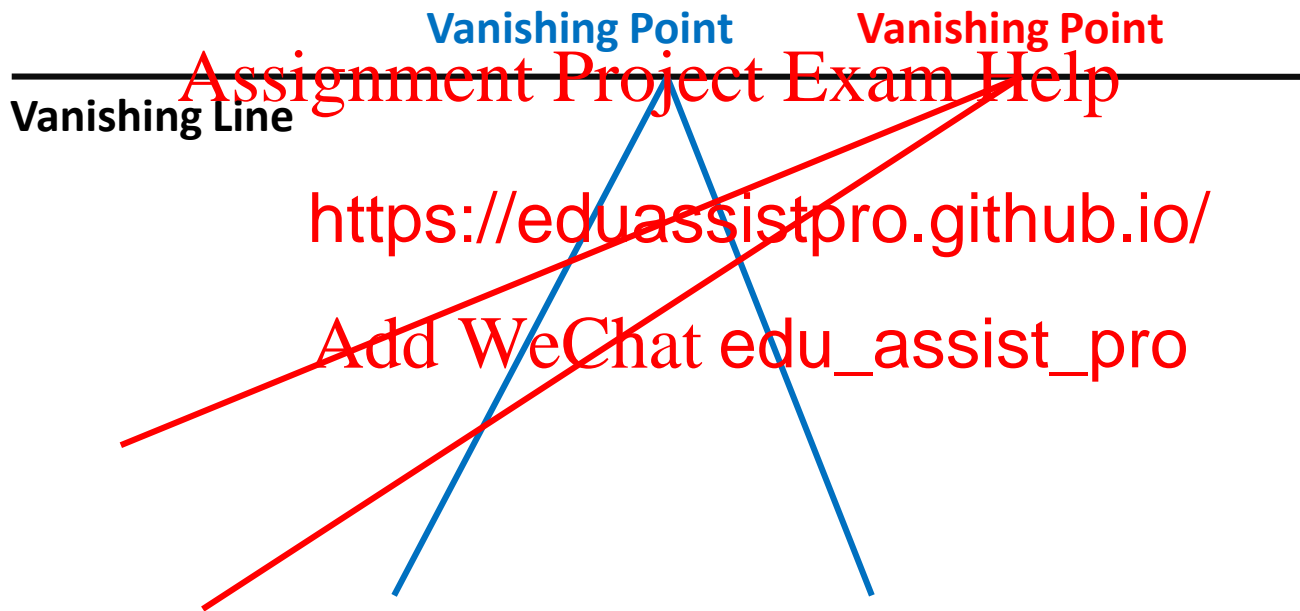 Vanishing Point Vanishing Point
Assignment Project Exam Help
Vanishing Line
https://eduassistpro.github.io/
Add WeChat edu_assist_pro